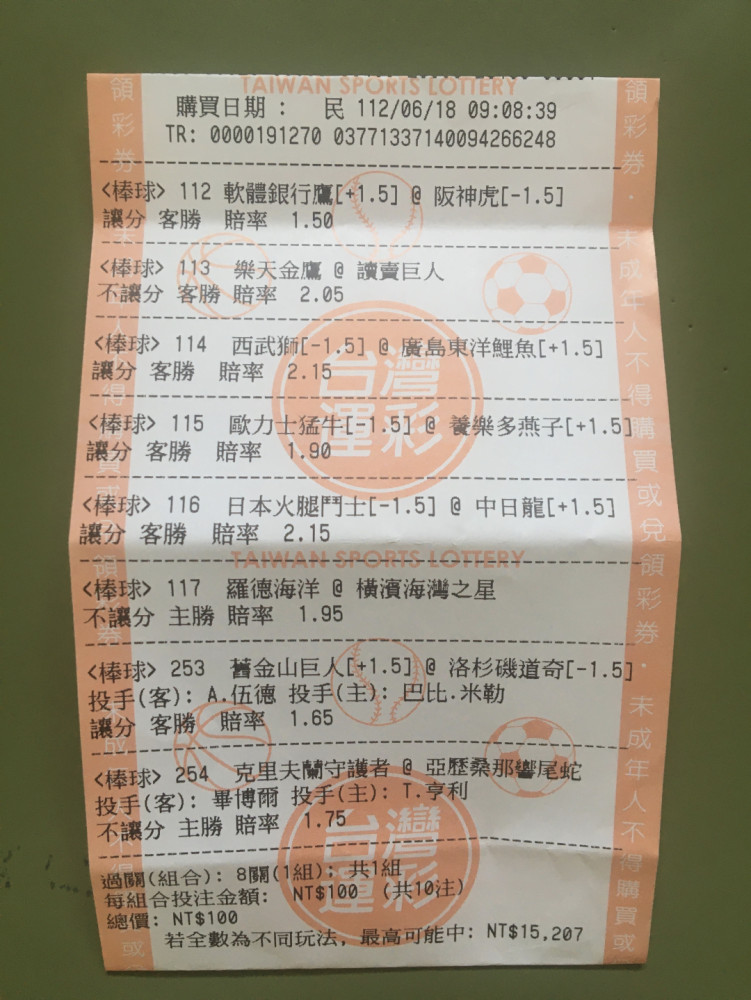 TAIWAN SPORTS LOTTERY
購買日期： 民 112/06/18 09:08:39
TR: 0000191270 03771337140094266248
<棒球> 112 軟體銀行鷹[+1.5] @ 阪神虎[-1.5]
讓分 客勝 賠率 1.50
<棒球> 113 樂天金鷹 @ 讀賣巨人
不讓分 客勝 賠率 2.05
<棒球> 114 西武獅[-1.5] @ 廣島東洋鯉魚[+1.5]
讓分 客勝 賠率 2.15
<棒球> 115 歐力士猛牛[-1.5] @ 養樂多燕子[+1.5]
讓分 客勝 賠率 1.90
<棒球> 116 日本火腿鬥士[-1.5] @ 中日龍[+1.5]
讓分 客勝 賠率 2.15
TAIWAN SPORTS LOTTERY
<棒球> 117 羅德海洋 @ 橫濱海灣之星
不讓分 主勝 賠率 1.95
<棒球> 253 舊金山巨人[+1.5] @ 洛杉磯道奇[-1.5]
投手(客): A.伍德 投手(主): 巴比.米勒
讓分 客勝 賠率 1.65
<棒球> 254 克里夫蘭守護者 @ 亞歷桑那響尾蛇
投手(客): 畢博爾 投手(主): T.亨利
不讓分 主勝 賠率 1.75
過關(組合): 8關(1組); 共1組
每組合投注金額: NT$100 (共10注)
總價: NT$100
若全數為不同玩法, 最高可能中: NT$15,207
台灣運彩
台灣運彩
領彩券．未成年人不得購買或兌領彩券．未成年人不得購買或